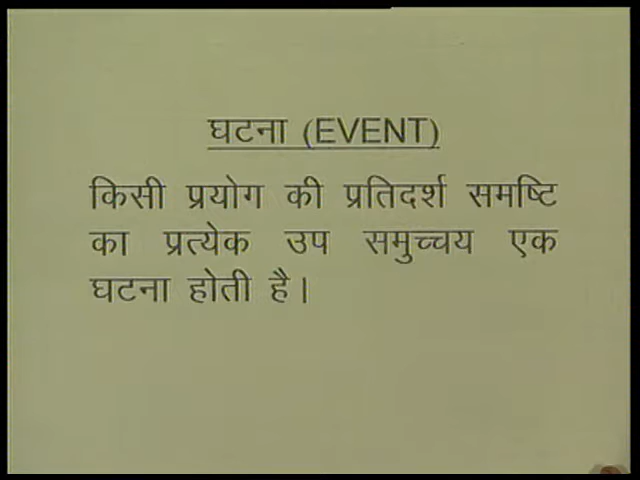 घटना (EVENT)
किसी प्रयोग की प्रतिदर्श समष्टि
का प्रत्येक उप समुच्चय एक
घटना होती है।